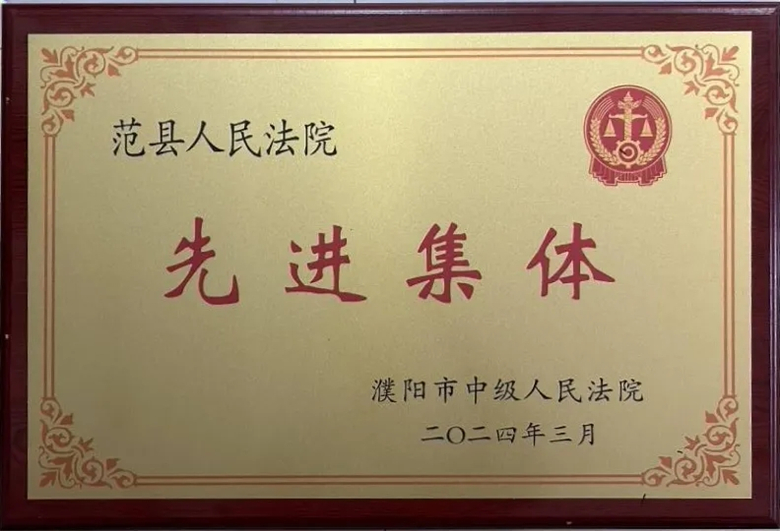 范县人民法院
先进集体
濮阳市中级人民法院
二〇二四年三月